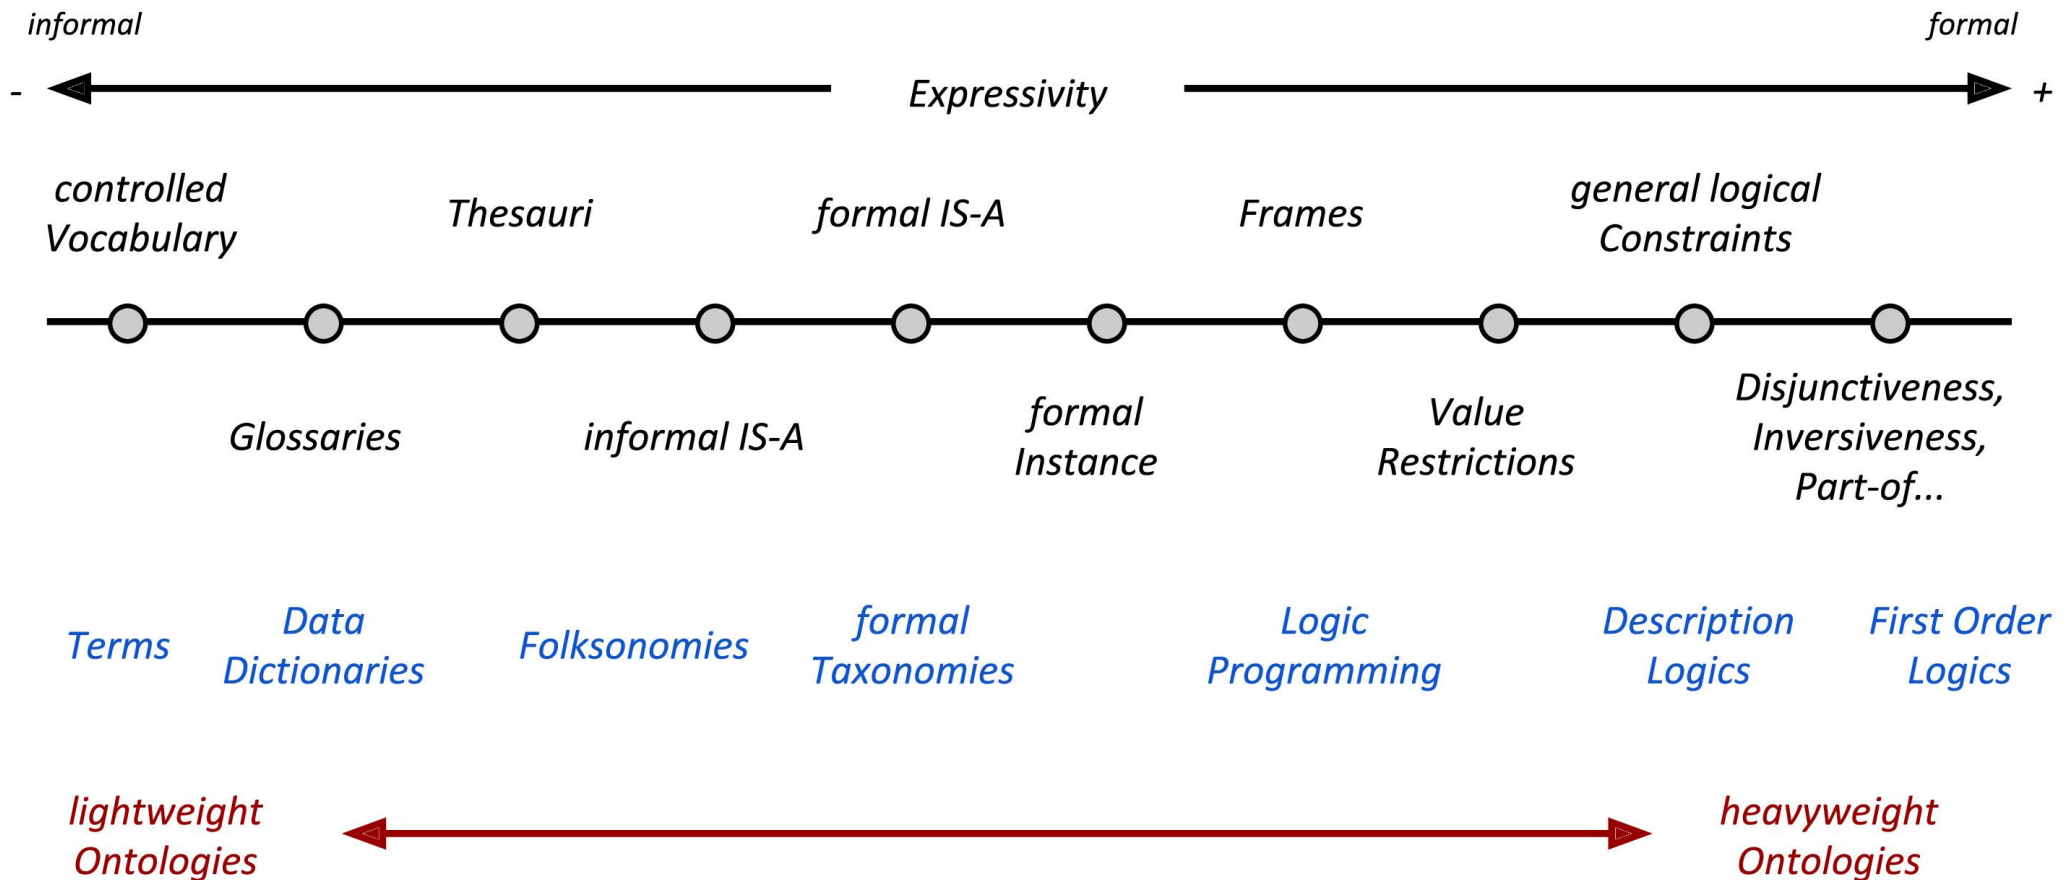 informal
formal
- Expressivity +
controlled
Vocabulary
Thesauri
formal IS-A
Frames
general logical
Constraints
Glossaries
informal IS-A
formal
Instance
Value
Restrictions
Disjunctiveness,
Inversiveness,
Part-of...
Terms
Data
Dictionaries
Folksonomies
formal
Taxonomies
Logic
Programming
Description
Logics
First Order
Logics
lightweight
Ontologies
heavyweight
Ontologies